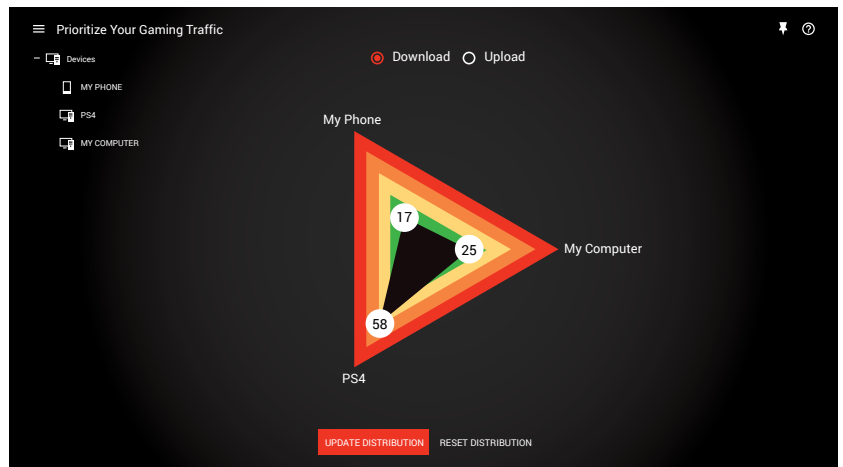 Prioritize Your Gaming Traffic
Devices
MY PHONE
PS4
MY COMPUTER
Download Upload
My Phone
17
25
My Computer
58
PS4
UPDATE DISTRIBUTION RESET DISTRIBUTION